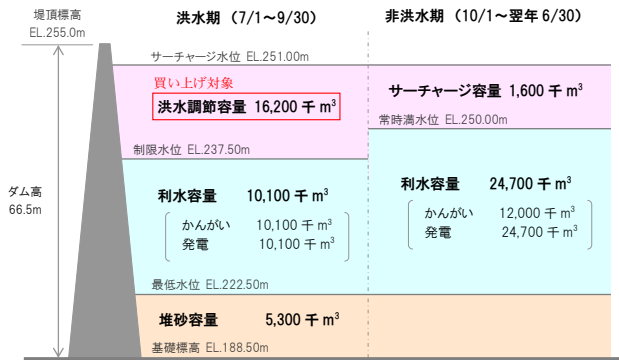 堤頂標高
EL.255.0m
洪水期（7/1～9/30）
非洪水期（10/1～翌年 6/30）
サーチャージ水位 EL.251.00m
買い上げ対象
洪水調節容量 16,200 千 m³
サーチャージ容量 1,600 千 m³
常時満水位 EL.250.00m
制限水位 EL.237.50m
ダム高
66.5m
利水容量 10,100 千 m³
かんがい 10,100 千 m³
発電 10,100 千 m³
利水容量 24,700 千 m³
かんがい 12,000 千 m³
発電 24,700 千 m³
最低水位 EL.222.50m
堆砂容量 5,300 千 m³
基礎標高 EL.188.50m